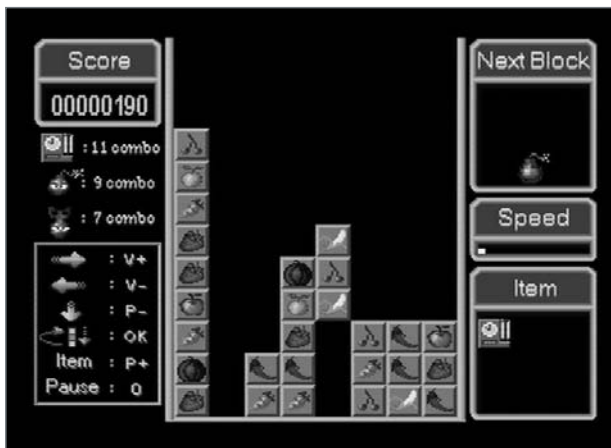 Score
00000190
: 11 combo
: 9 combo
: 7 combo
: V+
: V-
: P-
: OK
Item : P+
Pause : 0
Next Block
Speed
Item